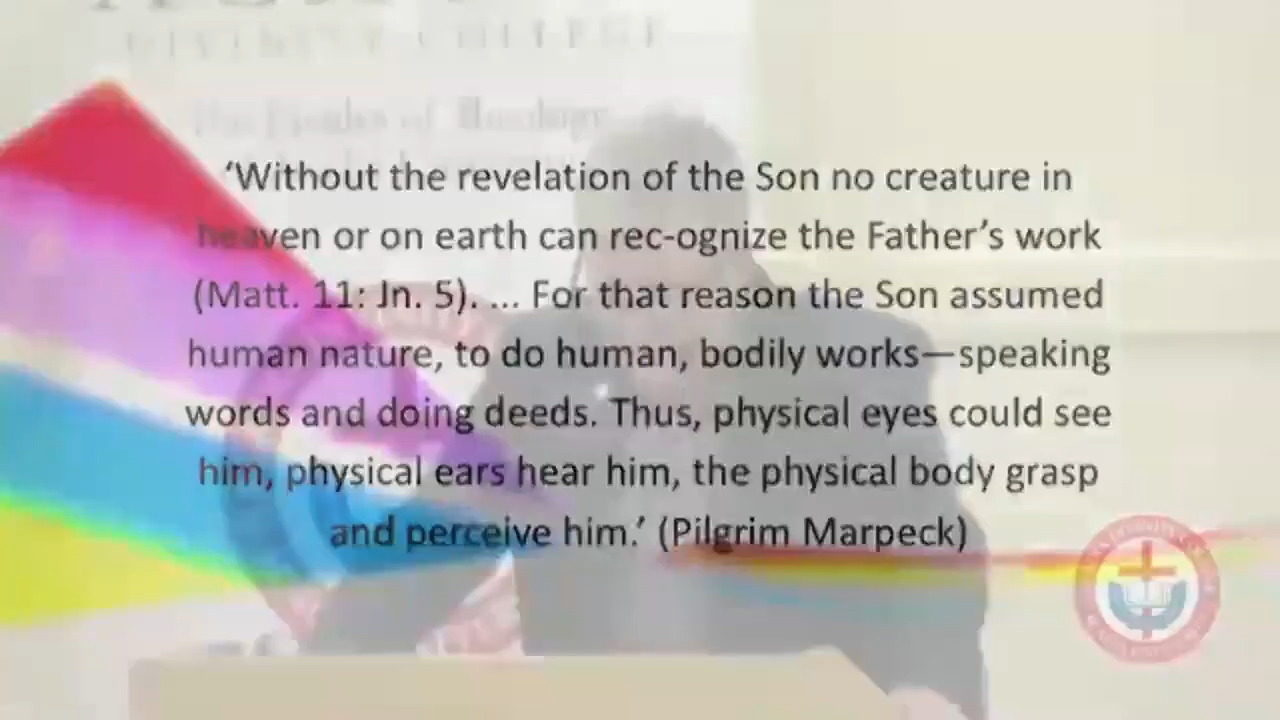 DIVINITY COLLEGE
‘Without the revelation of the Son no creature in
heaven or on earth can rec-ognize the Father’s work
(Matt. 11: Jn. 5). ... For that reason the Son assumed
human nature, to do human, bodily works—speaking
words and doing deeds. Thus, physical eyes could see
him, physical ears hear him, the physical body grasp
and perceive him.’ (Pilgrim Marpeck)